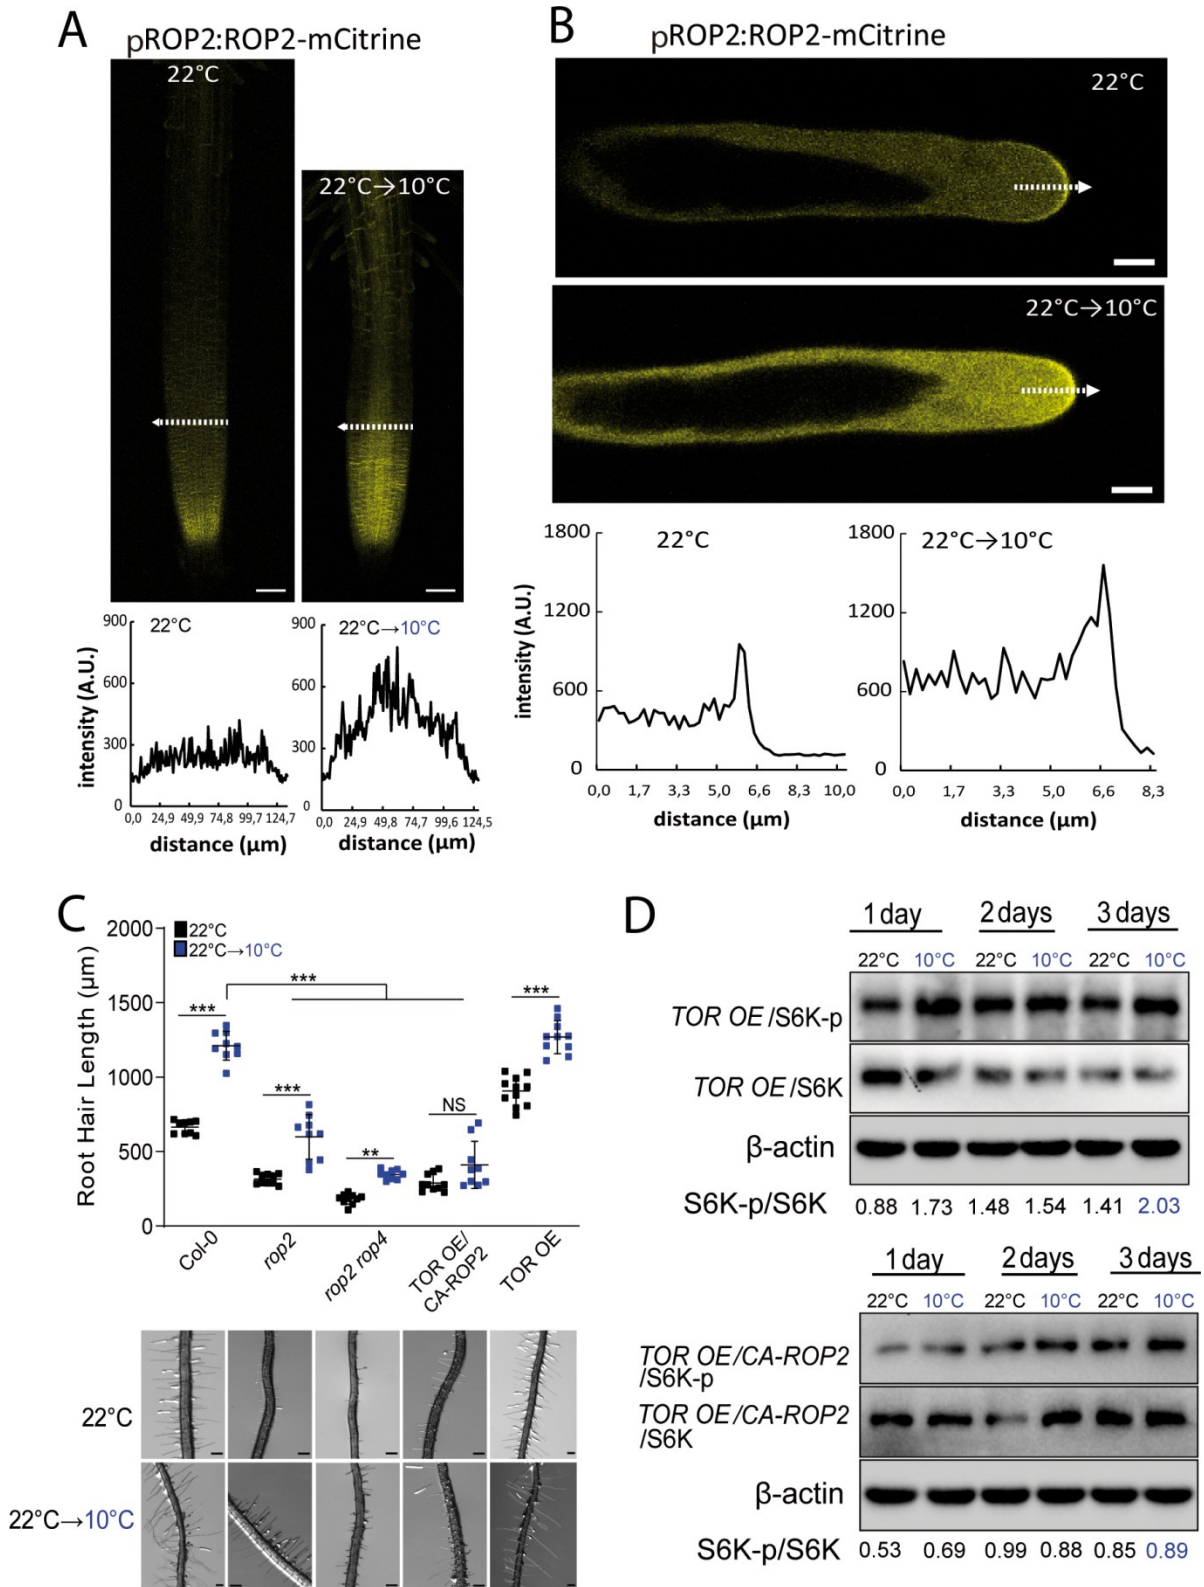 A
pROP2:ROP2-mCitrine
22°C
22°C→10°C
900
600
300
0
intensity (A.U.)
22°C
0,0 24,9 49,9 74,8 99,7 124,7
distance (µm)
900
600
300
0
22°C→10°C
0,0 24,9 49,8 74,7 99,6 124,5
distance (µm)
B
pROP2:ROP2-mCitrine
22°C
22°C→10°C
1800
1200
600
0
intensity (A.U.)
22°C
0,0 1,7 3,3 5,0 6,6 8,3 10,0
distance (µm)
1800
1200
600
0
22°C→10°C
0,0 1,7 3,3 5,0 6,6 8,3
distance (µm)
C
22°C
22°C→10°C
2000
1500
1000
500
0
Root Hair Length (µm)
***
***
***
**
NS
***
Col-0
rop2
rop2 rop4
TOR OE/
CA-ROP2
TOR OE
22°C
22°C→10°C
D
1 day 2 days 3 days
22°C 10°C 22°C 10°C 22°C 10°C
TOR OE/S6K-p
TOR OE/S6K
β-actin
S6K-p/S6K 0.88 1.73 1.48 1.54 1.41 2.03
1 day 2 days 3 days
22°C 10°C 22°C 10°C 22°C 10°C
TOR OE/CA-ROP2
/S6K-p
TOR OE/CA-ROP2
/S6K
β-actin
S6K-p/S6K 0.53 0.69 0.99 0.88 0.85 0.89